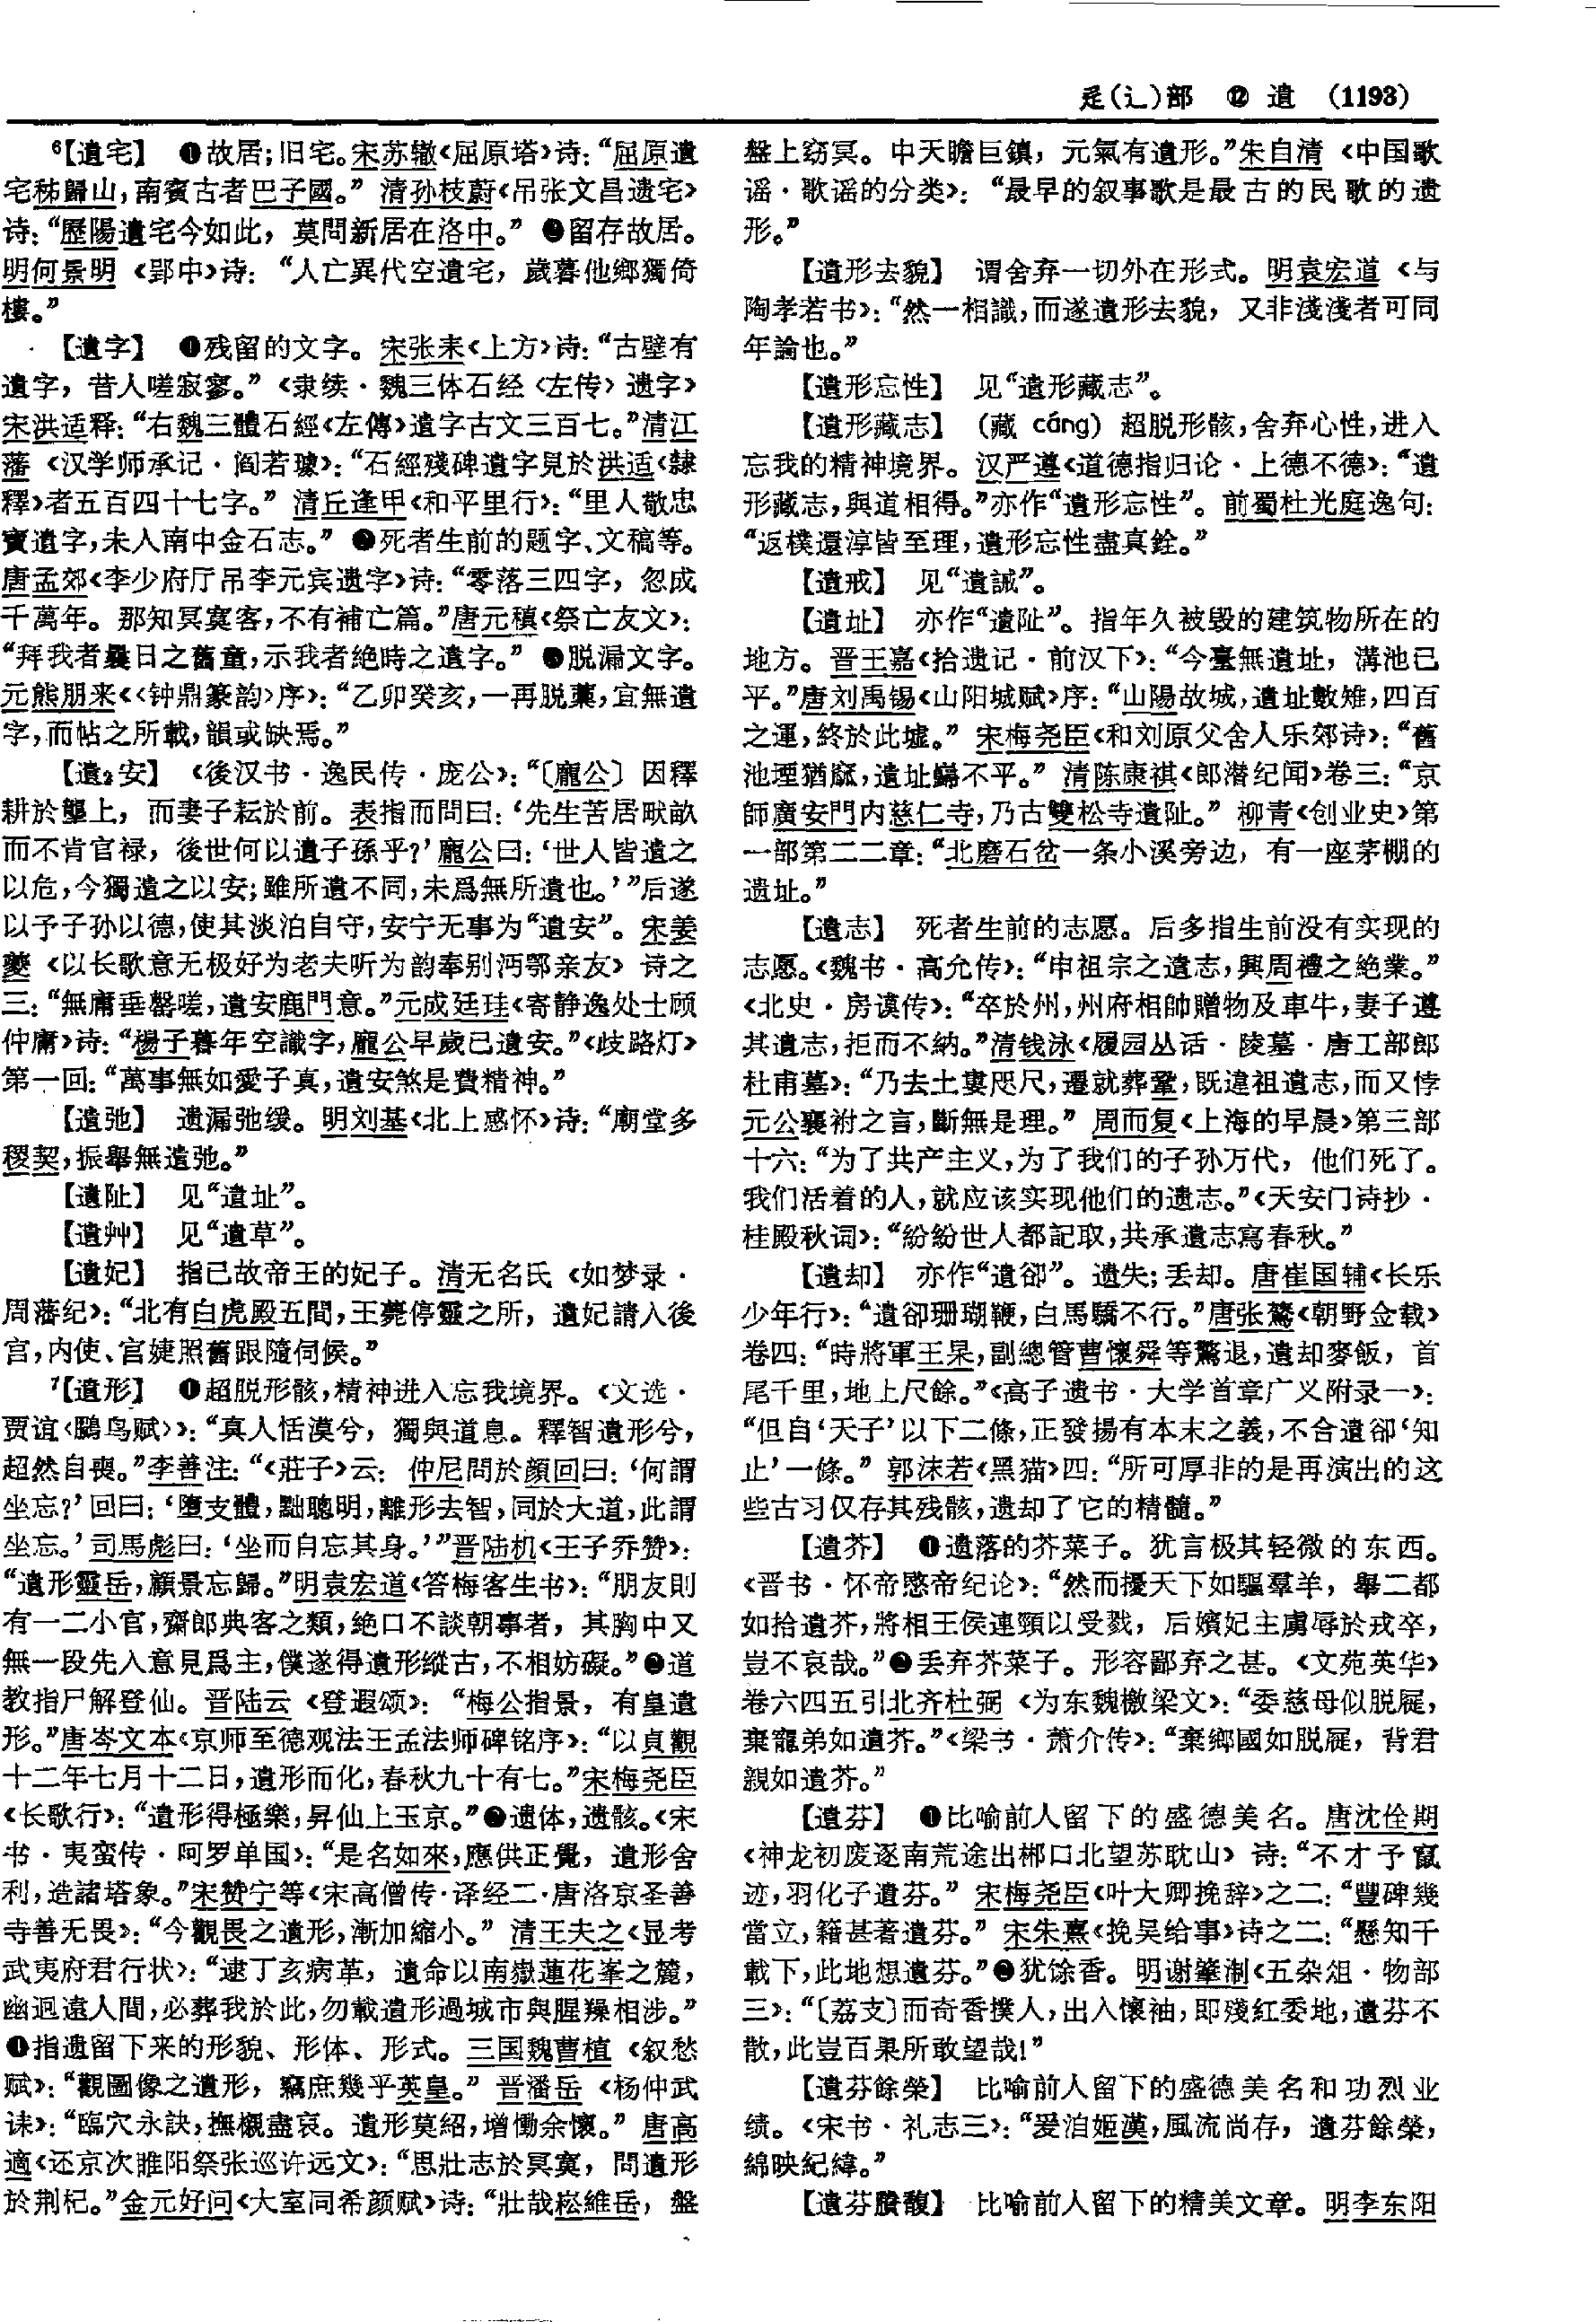 辵(辶)部　⑫　遺　(1193)
⁶【遺宅】　❶故居；旧宅。宋苏辙《屈原塔》诗：“屈原遺
宅秭歸山，南賓古者巴子國。”清孙枝蔚《吊张文昌遗宅》
诗：“歷陽遺宅今如此，莫問新居在洛中。”❷留存故居。
明何景明《郢中》诗：“人亡異代空遺宅，歲暮他鄉獨倚
樓。”
【遺字】　❶残留的文字。宋张耒《上方》诗：“古壁有
遺字，昔人嗟寂寥。”《隶续·魏三体石经〈左传〉遗字》
宋洪适释：“右魏三體石經《左傳》遺字古文三百七。”清江
藩《汉学师承记·阎若璩》：“石經殘碑遺字見於洪适《隸
釋》者五百四十七字。”清丘逢甲《和平里行》：“里人敬忠
寶遺字，未入南中金石志。”❷死者生前的题字、文稿等。
唐孟郊《李少府厅吊李元宾遗字》诗：“零落三四字，忽成
千萬年。那知冥寞客，不有補亡篇。”唐元稹《祭亡友文》：
“拜我者曩日之舊童，示我者絶時之遺字。”❸脱漏文字。
元熊朋来《〈钟鼎篆韵〉序》：“乙卯癸亥，一再脱藁，宜無遺
字，而帖之所載，韻或缺焉。”
【遺₂安】　《後汉书·逸民传·庞公》：“〔龐公〕因釋
耕於壟上，而妻子耘於前。表指而問曰：‘先生苦居畎畝
而不肯官禄，後世何以遺子孫乎？’龐公曰：‘世人皆遺之
以危，今獨遺之以安；雖所遺不同，未爲無所遺也。’”后遂
以予子孙以德，使其淡泊自守，安宁无事为“遺安”。宋姜
夔《以长歌意无极好为老夫听为韵奉别沔鄂亲友》诗之
三：“無庸垂罄嗟，遺安鹿門意。”元成廷珪《寄静逸处士顾
仲庸》诗：“楊子暮年空識字，龐公早歲已遺安。”《歧路灯》
第一回：“萬事無如愛子真，遺安煞是費精神。”
【遺弛】　遗漏弛缓。明刘基《北上感怀》诗：“廟堂多
稷契，振舉無遺弛。”
【遺阯】　见“遺址”。
【遺艸】　见“遺草”。
【遺妃】　指已故帝王的妃子。清无名氏《如梦录·
周藩纪》：“北有白虎殿五間，王薨停靈之所，遺妃請入後
宫，内使、官婕照舊跟隨伺候。”
⁷【遺形】　❶超脱形骸，精神进入忘我境界。《文选·
贾谊〈鵩鸟赋〉》：“真人恬漠兮，獨與道息。釋智遺形兮，
超然自喪。”李善注：“《莊子》云：仲尼問於顔回曰：‘何謂
坐忘？’回曰：‘墮支體，黜聰明，離形去智，同於大道，此謂
坐忘。’司馬彪曰：‘坐而自忘其身。’”晋陆机《王子乔赞》：
“遺形靈岳，顧景忘歸。”明袁宏道《答梅客生书》：“朋友則
有一二小官，齋郎典客之類，絶口不談朝事者，其胸中又
無一段先入意見爲主，僕遂得遺形縱古，不相妨礙。”❷道
教指尸解登仙。晋陆云《登遐颂》：“梅公指景，有皇遺
形。”唐岑文本《京师至德观法王孟法师碑铭序》：“以貞觀
十二年七月十二日，遺形而化，春秋九十有七。”宋梅尧臣
《长歌行》：“遺形得極樂，昇仙上玉京。”❸遗体，遗骸。《宋
书·夷蛮传·呵罗单国》：“是名如來，應供正覺，遺形舍
利，造諸塔象。”宋赞宁等《宋高僧传·译经二·唐洛京圣善
寺善无畏》：“今觀畏之遺形，漸加縮小。”清王夫之《显考
武夷府君行状》：“逮丁亥病革，遺命以南嶽蓮花峯之麓，
幽迥遠人間，必葬我於此，勿載遺形過城市與腥臊相涉。”
❹指遗留下来的形貌、形体、形式。三国魏曹植《叙愁
赋》：“觀圖像之遺形，竊庶幾乎英皇。”晋潘岳《杨仲武
诔》：“臨穴永訣，撫櫬盡哀。遺形莫紹，增慟余懷。”唐高
適《还京次睢阳祭张巡许远文》：“思壯志於冥寞，問遺形
於荆杞。”金元好问《大室同希颜赋》诗：“壯哉崧維岳，盤
盤上窈冥。中天瞻巨鎮，元氣有遺形。”朱自清《中国歌
谣·歌谣的分类》：“最早的叙事歌是最古的民歌的遗
形。”
【遺形去貌】　谓舍弃一切外在形式。明袁宏道《与
陶孝若书》：“然一相識，而遂遺形去貌，又非淺淺者可同
年論也。”
【遺形忘性】　见“遺形藏志”。
【遺形藏志】　（藏 cáng）超脱形骸，舍弃心性，进入
忘我的精神境界。汉严遵《道德指归论·上德不德》：“遺
形藏志，與道相得。”亦作“遺形忘性”。前蜀杜光庭逸句：
“返樸還淳皆至理，遺形忘性盡真銓。”
【遺戒】　见“遺誡”。
【遺址】　亦作“遺阯”。指年久被毁的建筑物所在的
地方。晋王嘉《拾遗记·前汉下》：“今臺無遺址，溝池已
平。”唐刘禹锡《山阳城赋》序：“山陽故城，遺址數雉，四百
之運，終於此墟。”宋梅尧臣《和刘原父舍人乐郊诗》：“舊
池堙猶窳，遺址歸不平。”清陈康祺《郎潜纪闻》卷三：“京
師廣安門内慈仁寺，乃古雙松寺遺阯。”柳青《创业史》第
一部第二二章：“北磨石岔一条小溪旁边，有一座茅棚的
遗址。”
【遺志】　死者生前的志愿。后多指生前没有实现的
志愿。《魏书·高允传》：“申祖宗之遺志，興周禮之絶業。”
《北史·房谟传》：“卒於州，州府相帥贈物及車牛，妻子遵
其遺志，拒而不納。”清钱泳《履园丛话·陵墓·唐工部郎
杜甫墓》：“乃去土婁咫尺，遷就葬鞏，既違祖遺志，而又悖
元公襄祔之言，斷無是理。”周而复《上海的早晨》第三部
十六：“为了共产主义，为了我们的子孙万代，他们死了。
我们活着的人，就应该实现他们的遗志。”《天安门诗抄·
桂殿秋词》：“紛紛世人都記取，共承遺志寫春秋。”
【遺却】　亦作“遺卻”。遗失；丢却。唐崔国辅《长乐
少年行》：“遺卻珊瑚鞭，白馬驕不行。”唐张鷟《朝野佥载》
卷四：“時將軍王杲，副總管曹懷舜等驚退，遺却麥飯，首
尾千里，地上尺餘。”《高子遗书·大学首章广义附录一》：
“但自‘天子’以下二條，正發揚有本末之義，不合遺卻‘知
止’一條。”郭沫若《黑猫》四：“所可厚非的是再演出的这
些古习仅存其残骸，遗却了它的精髓。”
【遺芥】　❶遗落的芥菜子。犹言极其轻微的东西。
《晋书·怀帝愍帝纪论》：“然而擾天下如驅羣羊，舉二都
如拾遺芥，將相王侯連頸以受戮，后嬪妃主虜辱於戎卒，
豈不哀哉。”❷丢弃芥菜子。形容鄙弃之甚。《文苑英华》
卷六四五引北齐杜弼《为东魏檄梁文》：“委慈母似脱屣，
棄寵弟如遺芥。”《梁书·萧介传》：“棄鄉國如脱屣，背君
親如遺芥。”
【遺芬】　❶比喻前人留下的盛德美名。唐沈佺期
《神龙初废逐南荒途出郴口北望苏耽山》诗：“不才予竄
迹，羽化子遺芬。”宋梅尧臣《叶大卿挽辞》之二：“豐碑幾
當立，籍甚著遺芬。”宋朱熹《挽吴给事》诗之二：“懸知千
載下，此地想遺芬。”❷犹馀香。明谢肇淛《五杂俎·物部
三》：“〔荔支〕而奇香撲人，出入懷袖，即殘紅委地，遺芬不
散，此豈百果所敢望哉！”
【遺芬餘榮】　比喻前人留下的盛德美名和功烈业
绩。《宋书·礼志三》：“爰洎姬漢，風流尚存，遺芬餘榮，
綿映紀緯。”
【遺芬賸馥】　比喻前人留下的精美文章。明李东阳